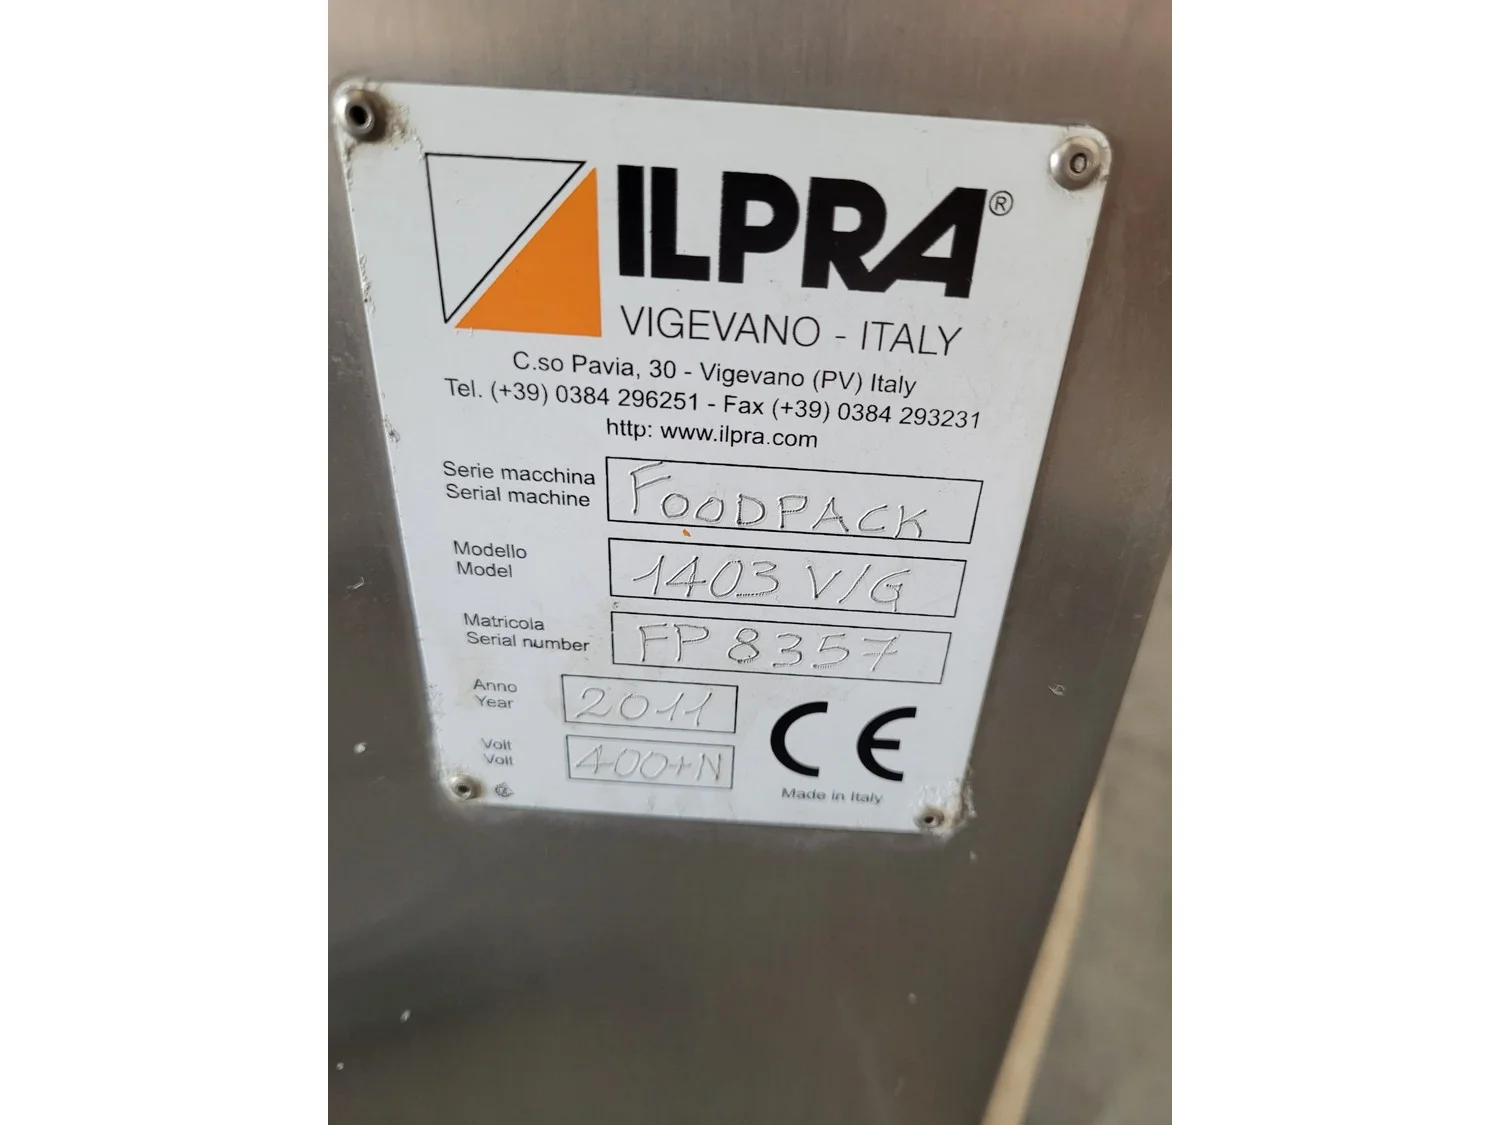 ILPRA®
VIGEVANO - ITALY
C.so Pavia, 30 - Vigevano (PV) Italy
Tel. (+39) 0384 296251 - Fax (+39) 0384 293231
http: www.ilpra.com
Serie macchina
Serial machine
FOODPACK
Modello
Model
1403 V/G
Matricola
Serial number
FP 8357
Anno
Year
2011
Volt
Volt
400+N
CE
Made in Italy